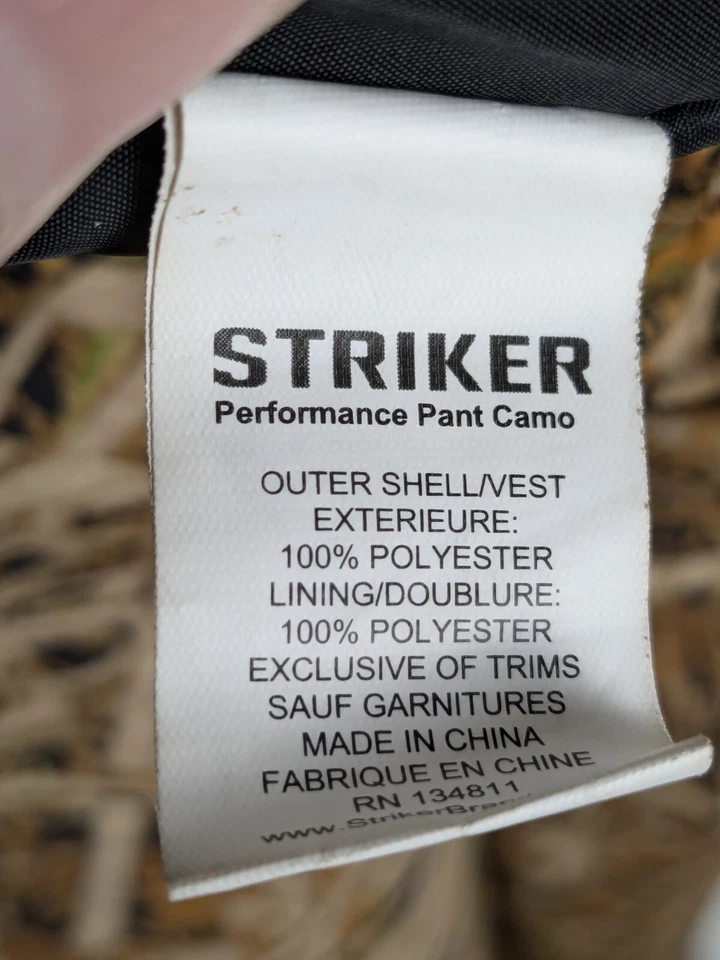 STRIKER
Performance Pant Camo
OUTER SHELL/VEST
EXTERIEURE:
100% POLYESTER
LINING/DOUBLURE:
100% POLYESTER
EXCLUSIVE OF TRIMS
SAUF GARNITURES
MADE IN CHINA
FABRIQUE EN CHINE
RN 134811